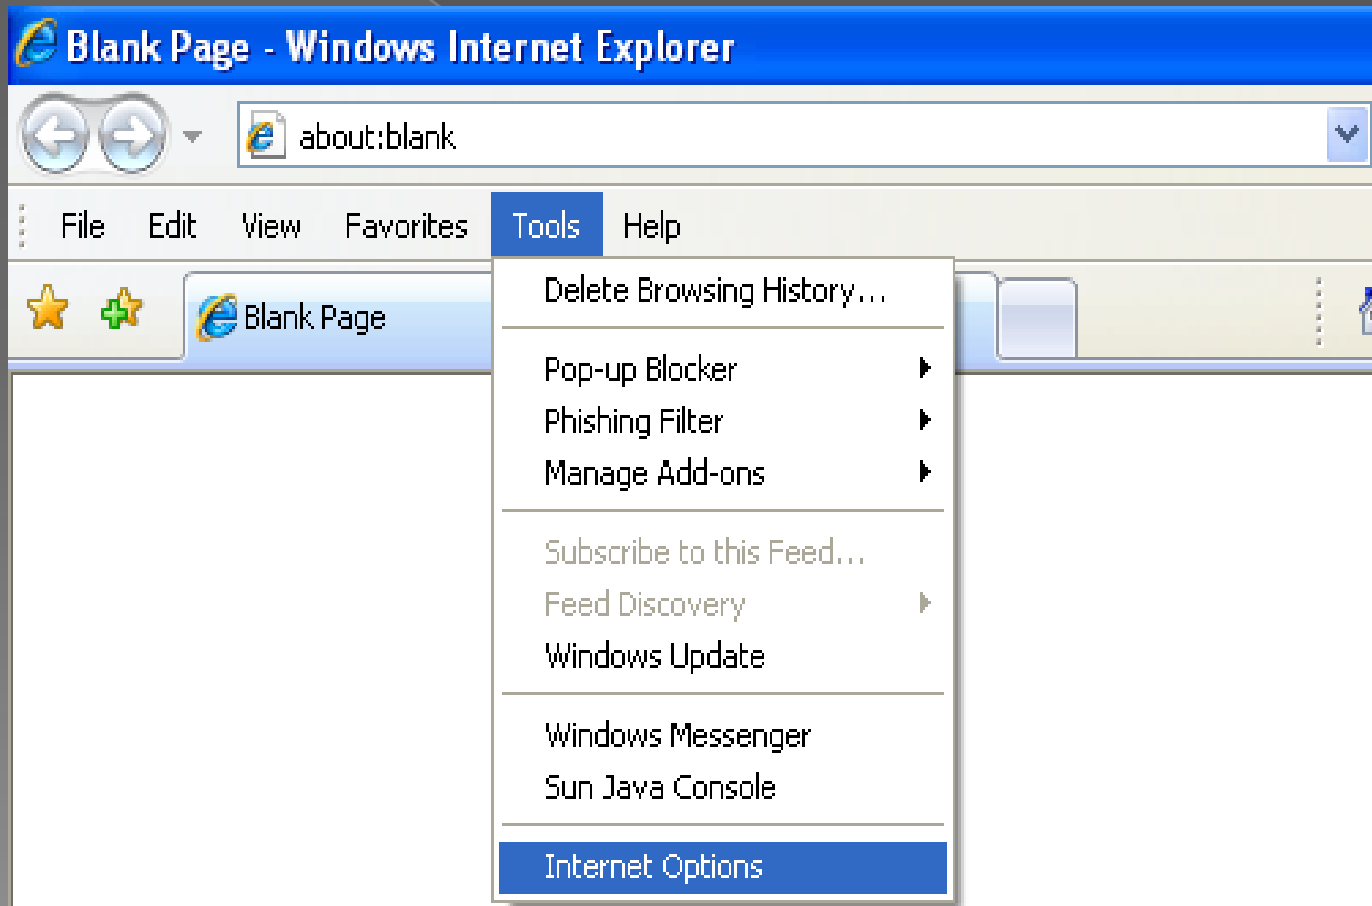 Blank Page - Windows Internet Explorer
about:blank
File Edit View Favorites Tools Help
Blank Page
Delete Browsing History...
Pop-up Blocker
Phishing Filter
Manage Add-ons
Subscribe to this Feed...
Feed Discovery
Windows Update
Windows Messenger
Sun Java Console
Internet Options